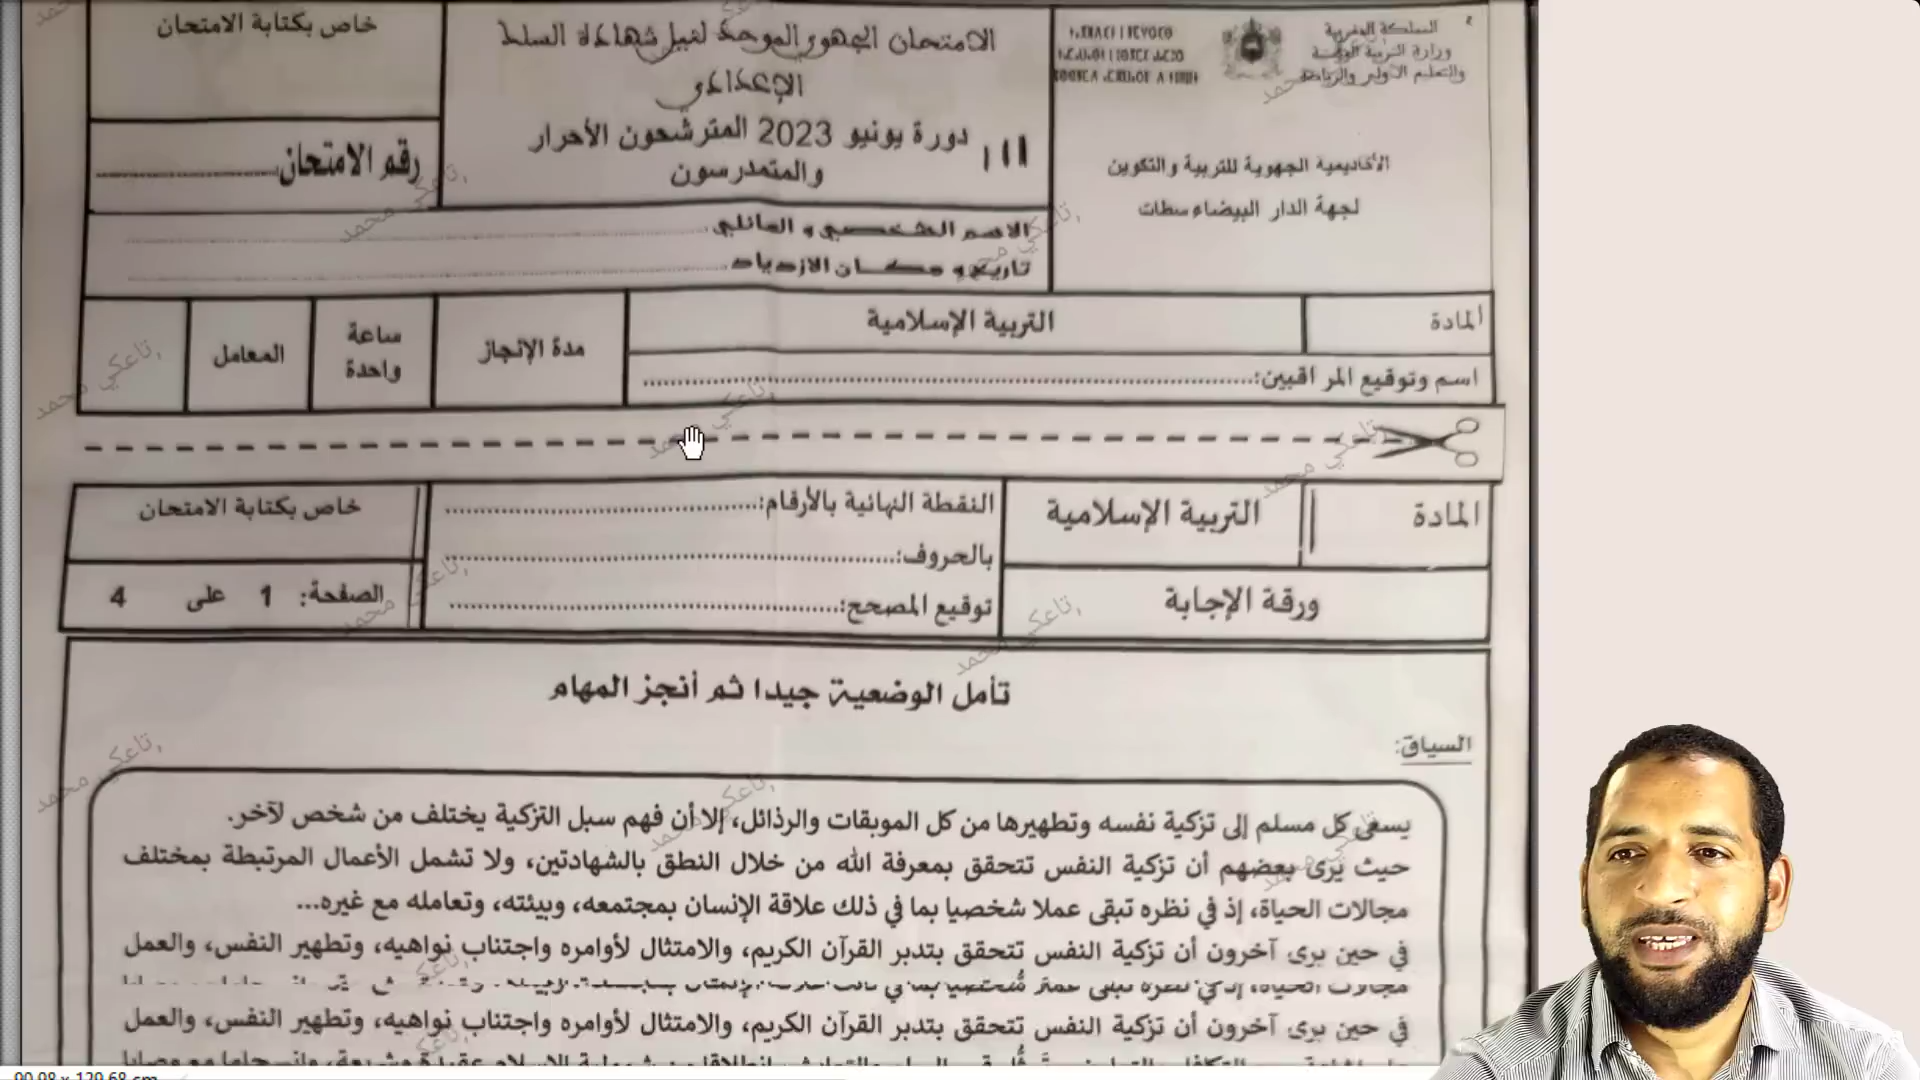 المملكة المغربية
وزارة التربية الوطنية
والتعليم الأولي والرياضة
الأكاديمية الجهوية للتربية والتكوين
لجهة الدار البيضاء سطات
الامتحان الجهوي الموحد لنيل شهادة السلك
الإعدادي
دورة يونيو 2023 المترشحون الأحرار
والمتمدرسون
خاص بكتابة الامتحان
رقم الامتحان
الاسم الشخصي و العائلي
تاريخ و مكان الازدياد
المادة
التربية الإسلامية
مدة الإنجاز
ساعة
واحدة
المعامل
اسم وتوقيع المراقبين:
المادة
التربية الإسلامية
ورقة الإجابة
النقطة النهائية بالأرقام:
بالحروف:
توقيع المصحح:
خاص بكتابة الامتحان
الصفحة: 1 على 4
تأمل الوضعية جيدا ثم أنجز المهام
السياق:
يسعى كل مسلم إلى تزكية نفسه وتطهيرها من كل الموبقات والرذائل، إلا أن فهم سبل التزكية يختلف من شخص لآخر.
حيث يرى بعضهم أن تزكية النفس تتحقق بمعرفة الله من خلال النطق بالشهادتين، ولا تشمل الأعمال المرتبطة بمختلف
مجالات الحياة، إذ في نظره تبقى عملا شخصيا بما في ذلك علاقة الإنسان بمجتمعه، وبيئته، وتعامله مع غيره...
في حين يرى آخرون أن تزكية النفس تتحقق بتدبر القرآن الكريم، والامتثال لأوامره واجتناب نواهيه، وتطهير النفس، والعمل
في حين يرى آخرون أن تزكية النفس تتحقق بتدبر القرآن الكريم، والامتثال لأوامره واجتناب نواهيه، وتطهير النفس، والعمل
تاعكي محمد